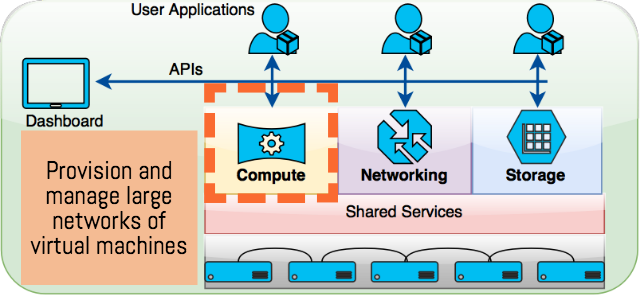 User Applications
APIs
Dashboard
Provision and
manage large
networks of
virtual machines
Compute
Networking
Storage
Shared Services